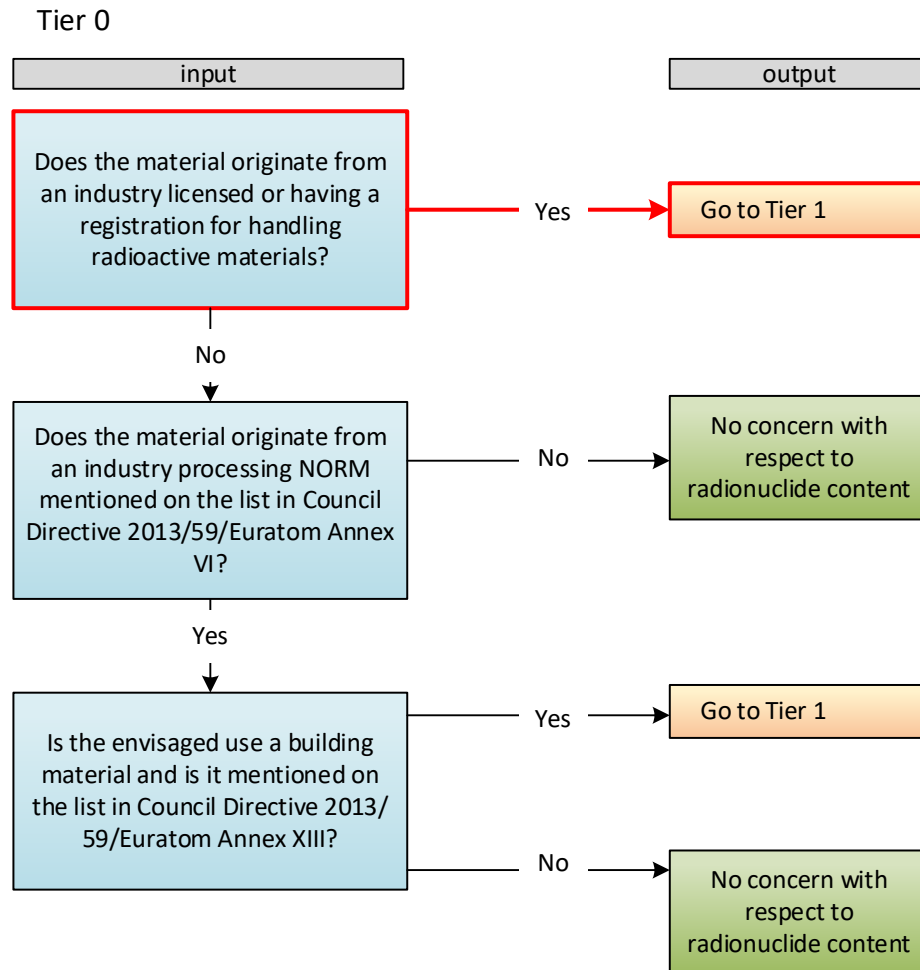 Tier 0
input
output
Does the material originate from
an industry licensed or having a
registration for handling
radioactive materials?
Yes
Go to Tier 1
No
Does the material originate from
an industry processing NORM
mentioned on the list in Council
Directive 2013/59/Euratom Annex
VI?
No
No concern with
respect to
radionuclide content
Yes
Is the envisaged use a building
material and is it mentioned on
the list in Council Directive 2013/
59/Euratom Annex XIII?
Yes
Go to Tier 1
No
No concern with
respect to
radionuclide content